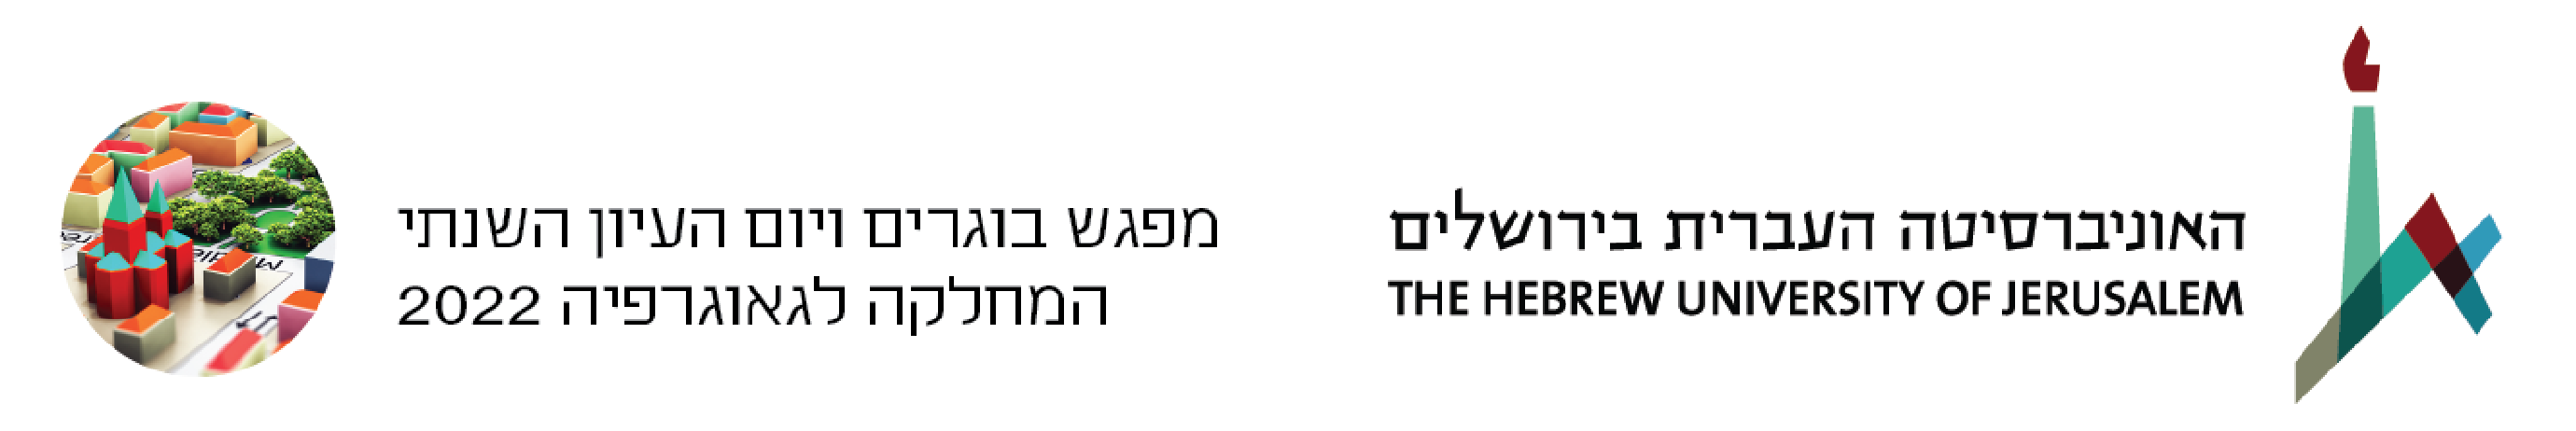 האוניברסיטה העברית בירושלים
THE HEBREW UNIVERSITY OF JERUSALEM
מפגש בוגרים ויום העיון השנתי
המחלקה לגאוגרפיה 2022